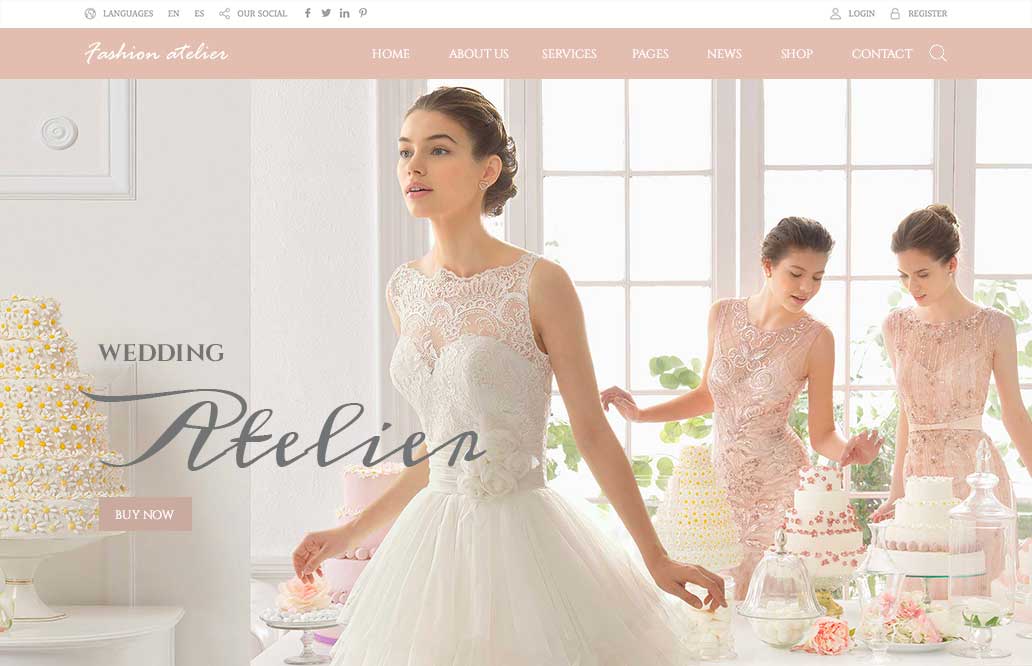 LANGUAGES EN ES OUR SOCIAL LOGIN REGISTER
Fashion atelier HOME ABOUT US SERVICES PAGES NEWS SHOP CONTACT
WEDDING
Atelier
BUY NOW